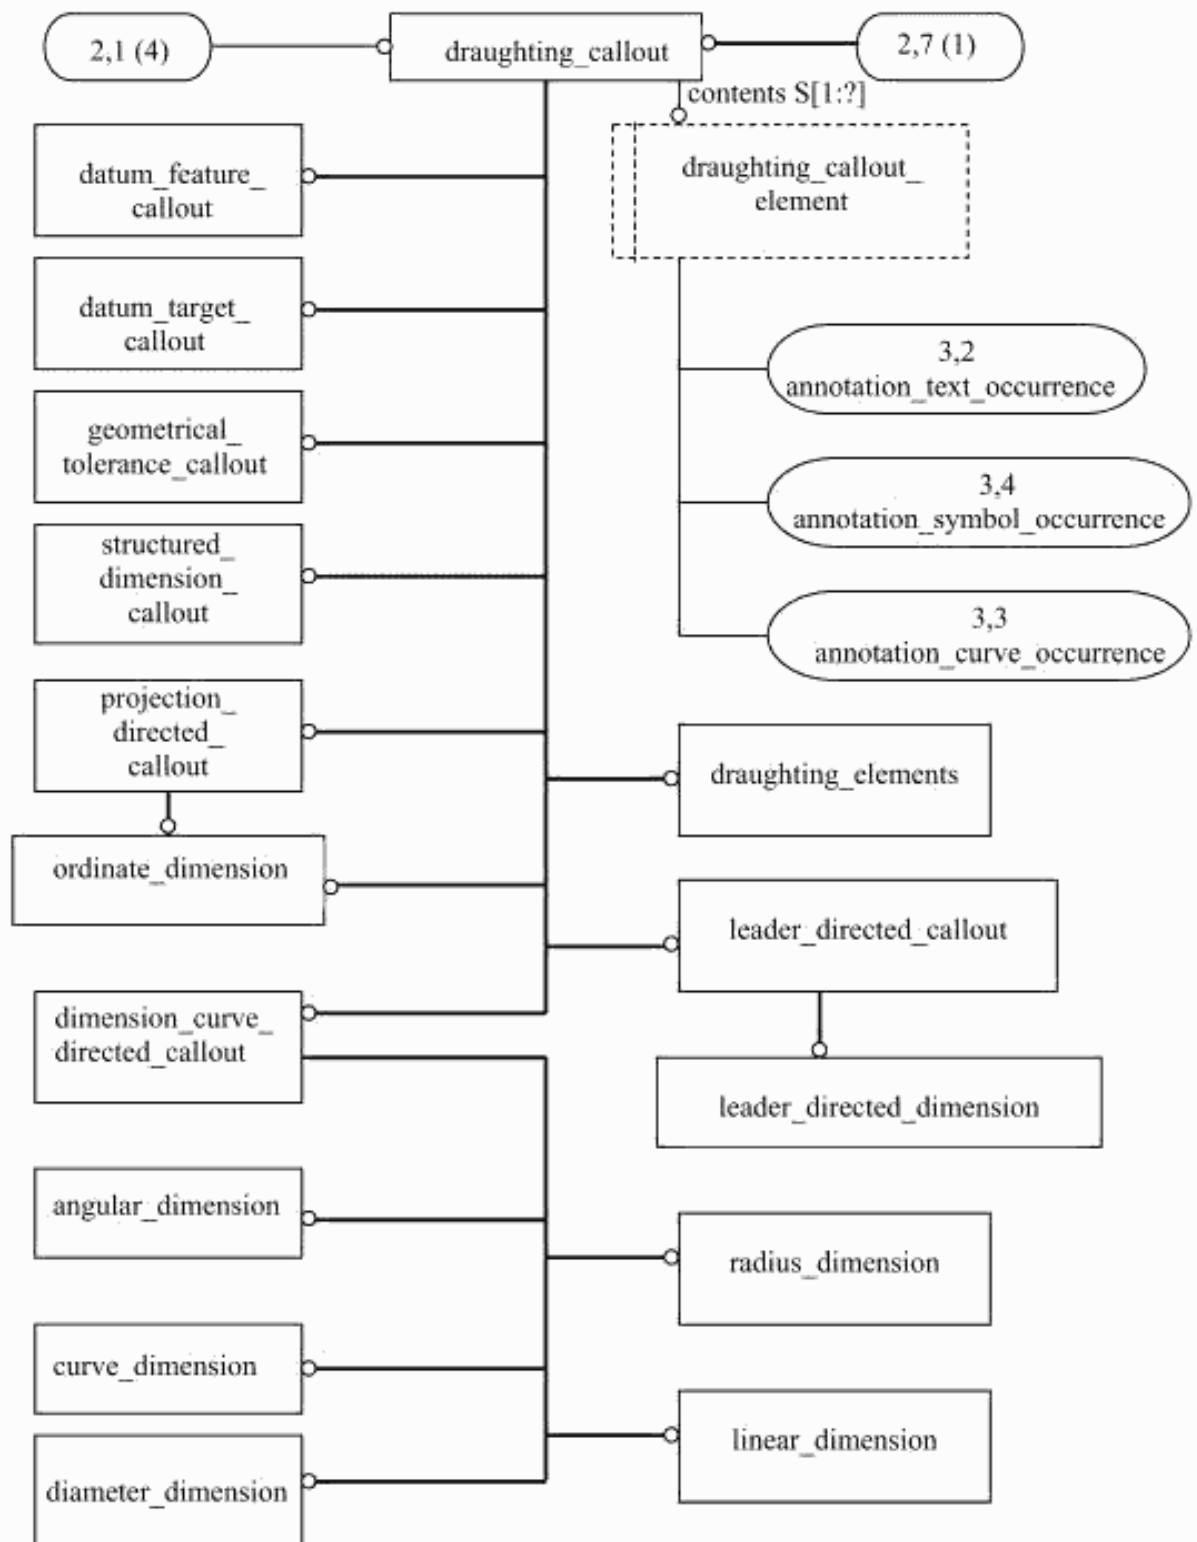 2,1 (4)
draughting_callout
2,7 (1)
contents S[1:?]
datum_feature_
callout
draughting_callout_
element
datum_target_
callout
3,2
annotation_text_occurrence
geometrical_
tolerance_callout
3,4
annotation_symbol_occurrence
structured_
dimension_
callout
3,3
annotation_curve_occurrence
projection_
directed_
callout
draughting_elements
ordinate_dimension
leader_directed_callout
dimension_curve_
directed_callout
leader_directed_dimension
angular_dimension
radius_dimension
curve_dimension
linear_dimension
diameter_dimension